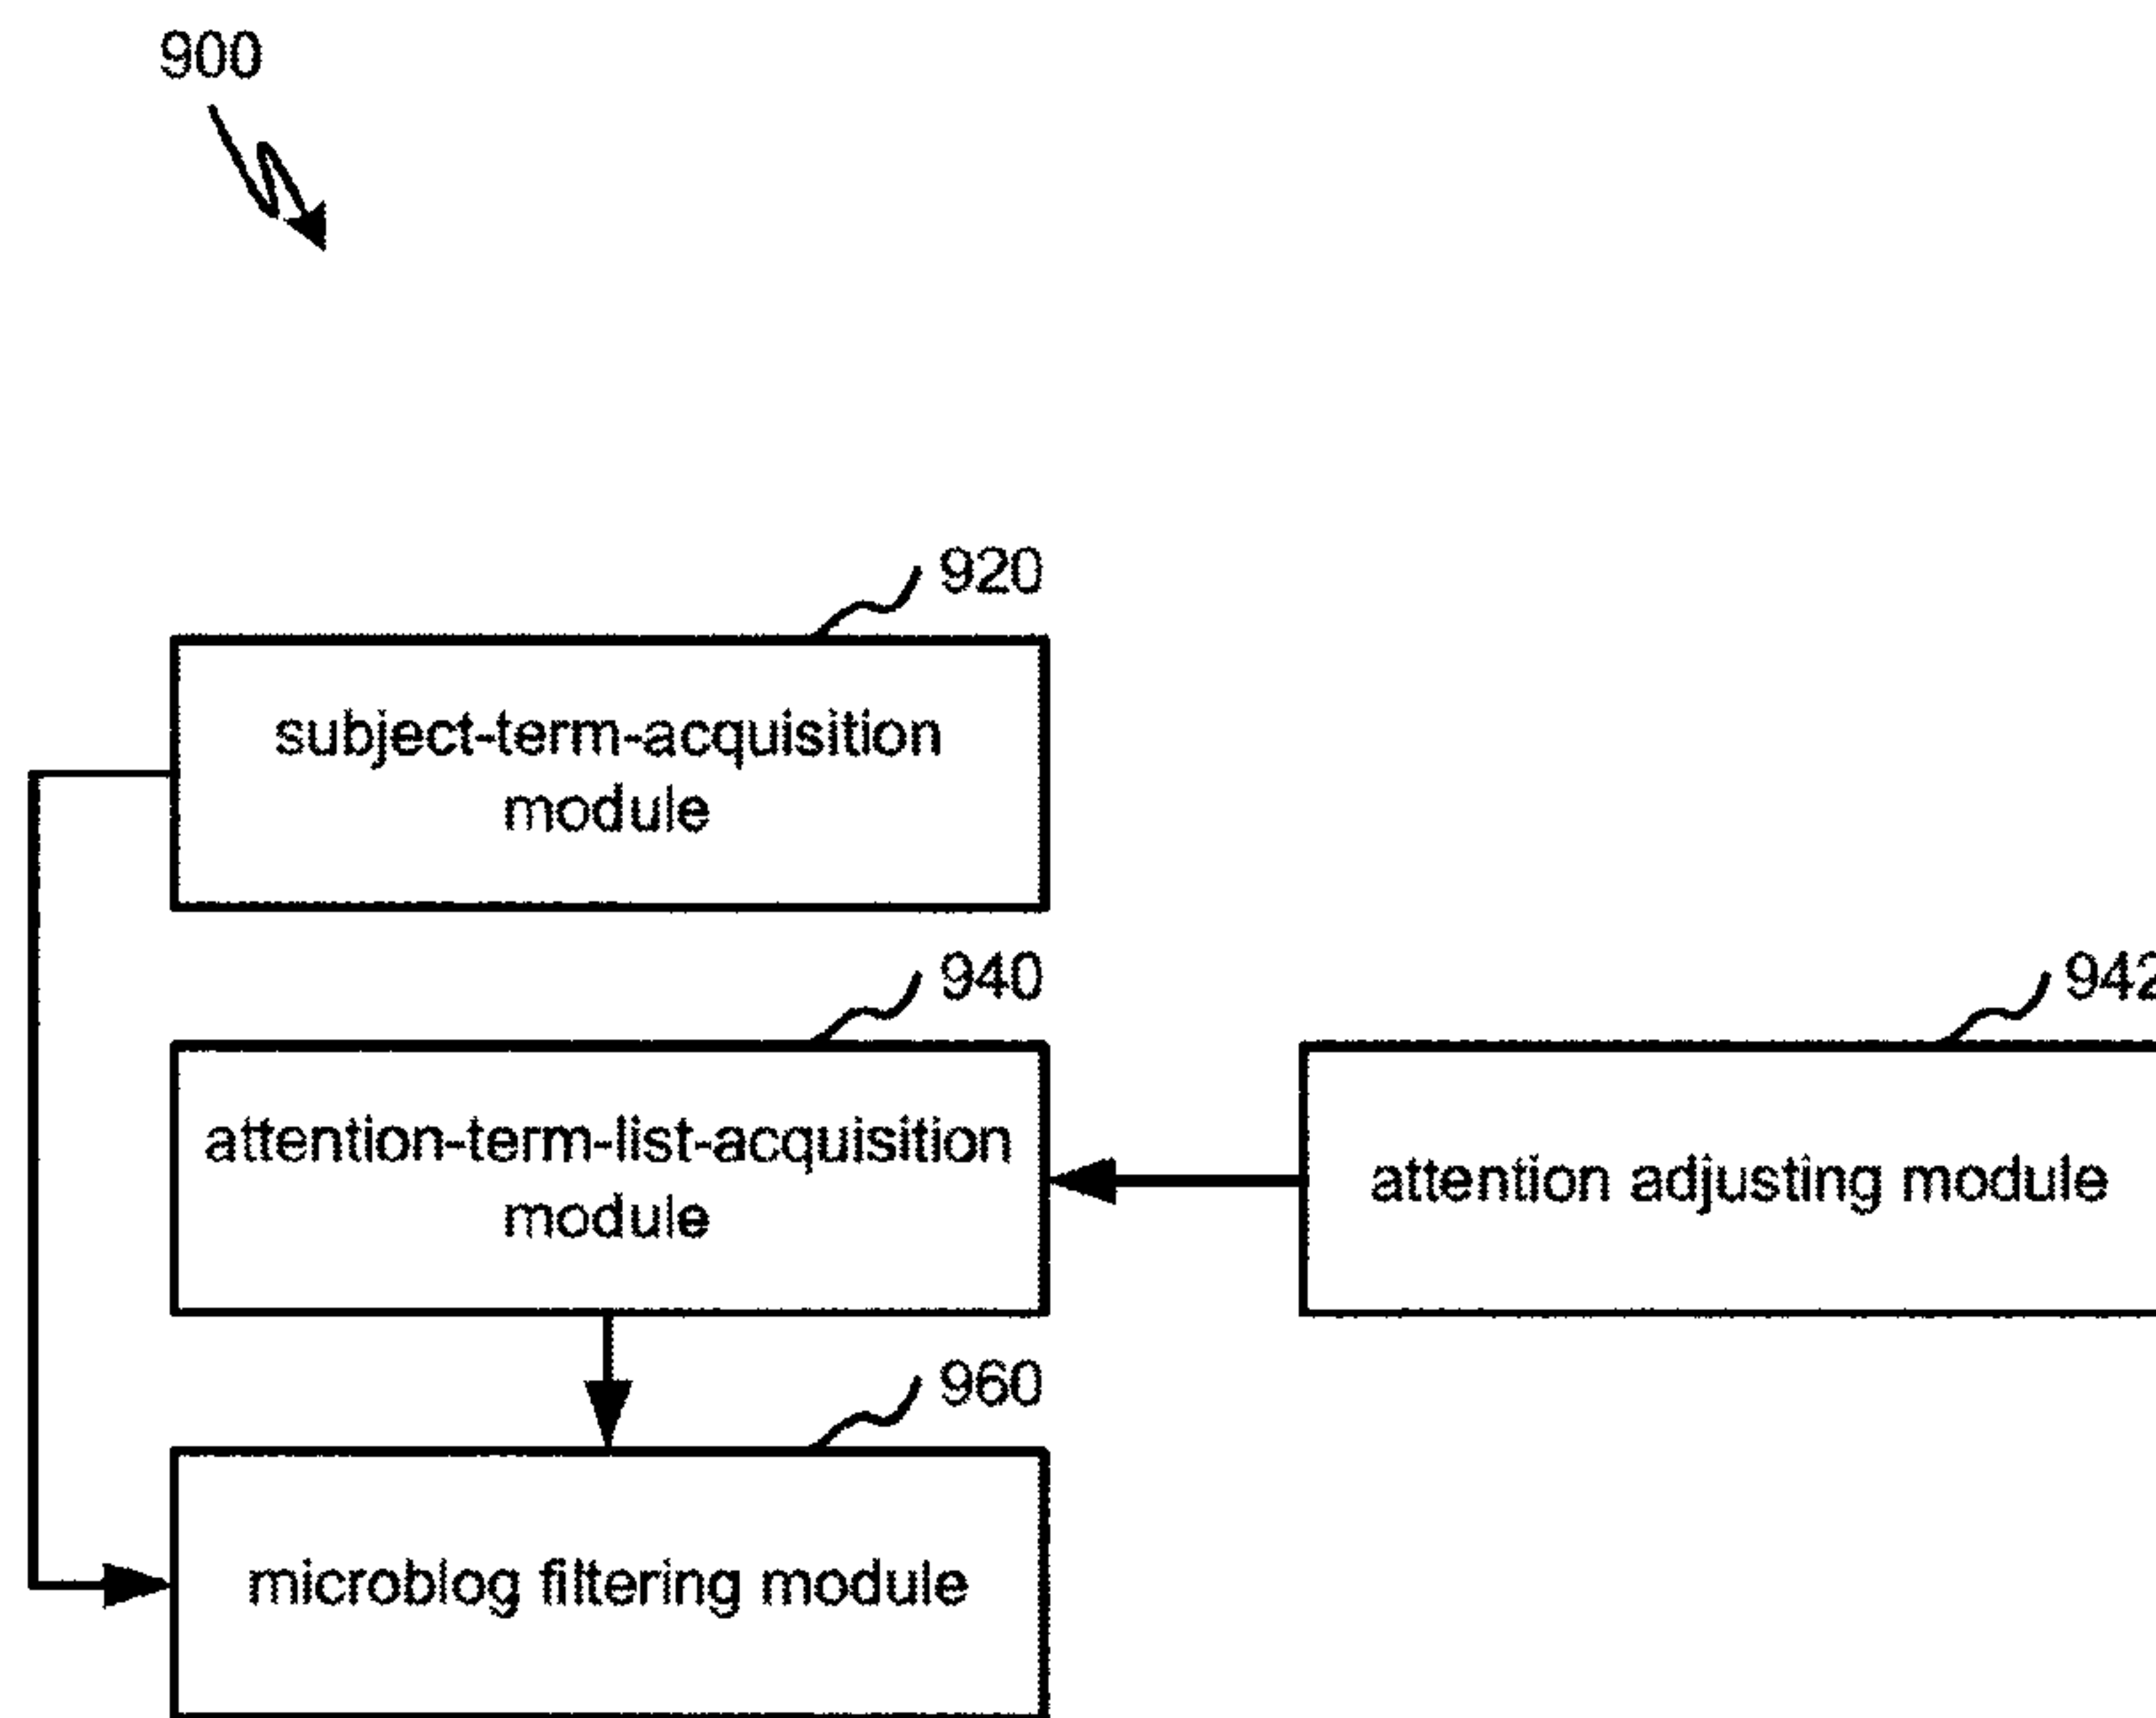 900
920
subject-term-acquisition
module
940
942
attention-term-list-acquisition
module
attention adjusting module
960
microblog filtering module